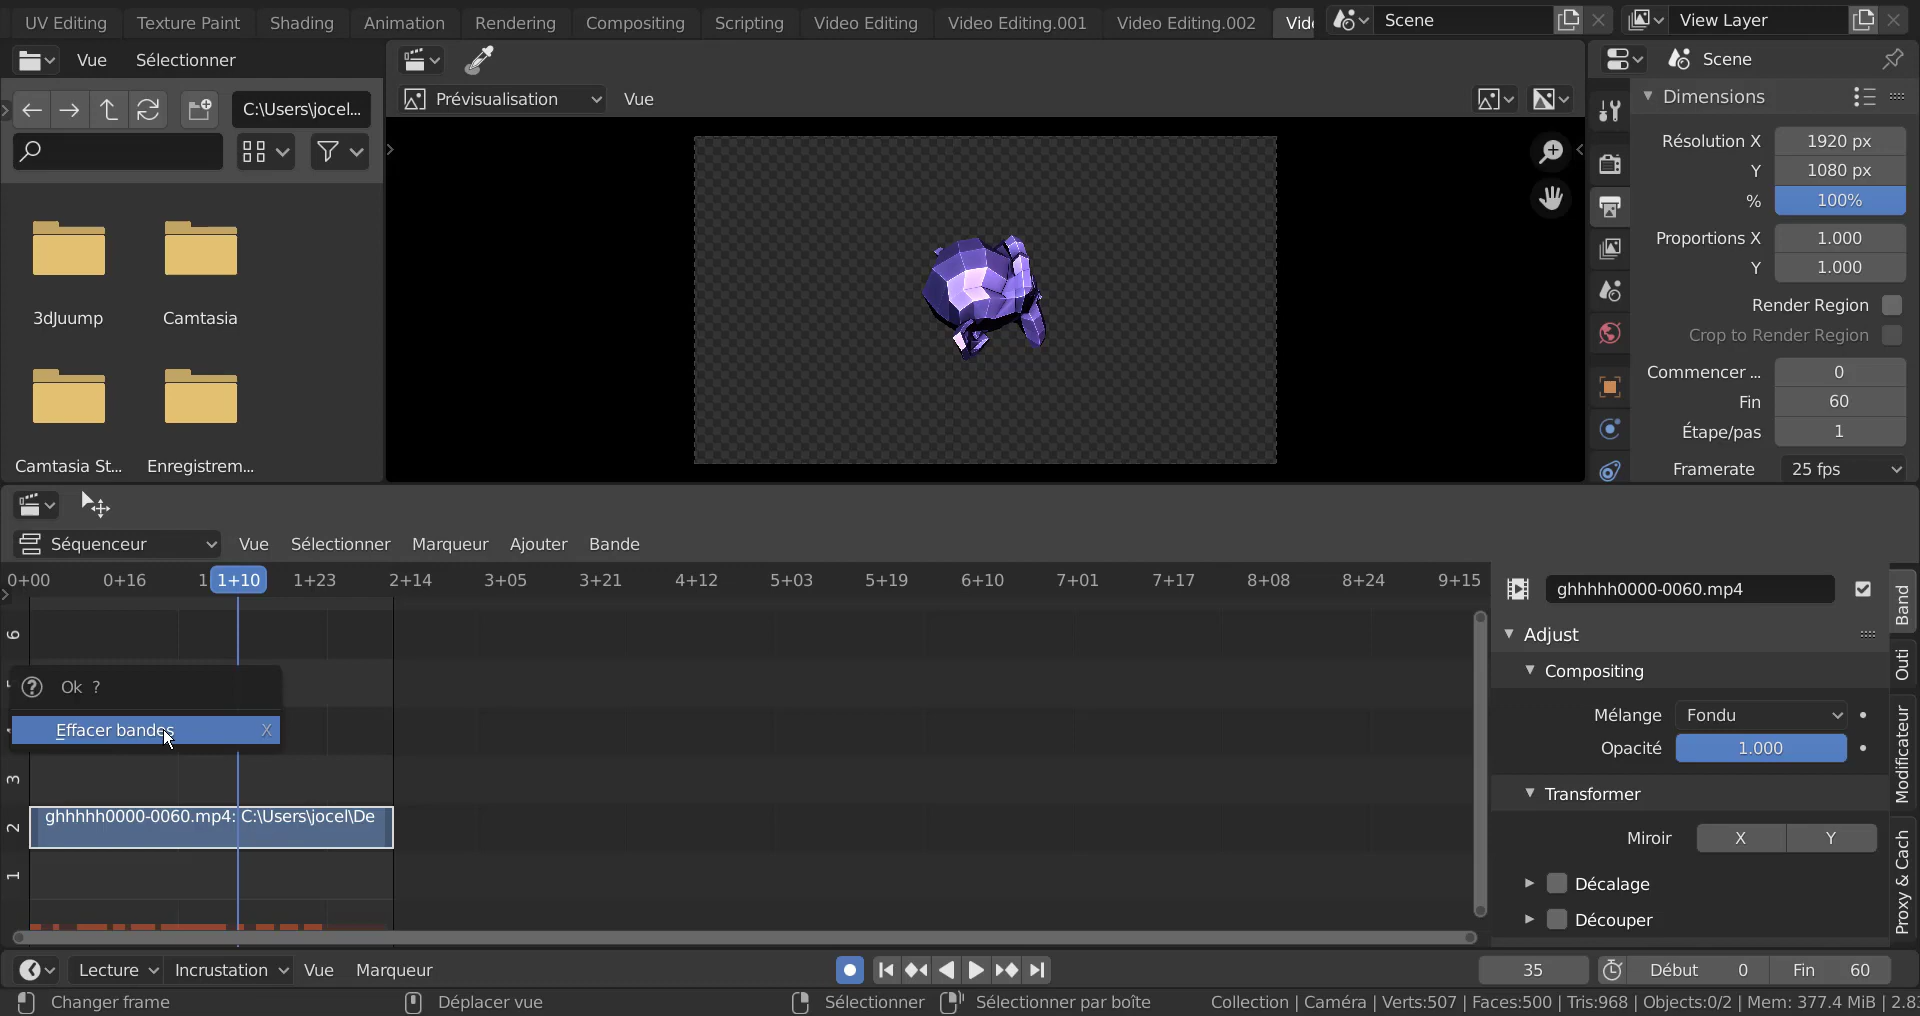 UV Editing Texture Paint Shading Animation Rendering Compositing Scripting Video Editing Video Editing.001 Video Editing.002 Scene View Layer
Vue Sélectionner
Scene
C:\Users\jocel...
Prévisualisation Vue
Dimensions
Résolution X 1920 px
Y 1080 px
% 100%
Proportions X 1.000
Y 1.000
Render Region
Crop to Render Region
Commencer ... 0
Fin 60
Étape/pas 1
Framerate 25 fps
3dJuump Camtasia
Camtasia St... Enregistrem...
Séquenceur Vue Sélectionner Marqueur Ajouter Bande
0+00 0+16 1 1+10 1+23 2+14 3+05 3+21 4+12 5+03 5+19 6+10 7+01 7+17 8+08 8+24 9+15
6
Ok ?
Effacer bandes X
3
2 ghhhhh0000-0060.mp4: C:\Users\jocel\De
1
ghhhhh0000-0060.mp4
Adjust
Compositing
Mélange Fondu
Opacité 1.000
Transformer
Miroir X Y
Décalage
Découper
Band
Outi
Modificateur
Proxy & Cach
Lecture Incrustation Vue Marqueur 35 Début 0 Fin 60
Changer frame Déplacer vue Sélectionner Sélectionner par boîte Collection | Caméra | Verts:507 | Faces:500 | Tris:968 | Objects:0/2 | Mem: 377.4 MiB | 2.8